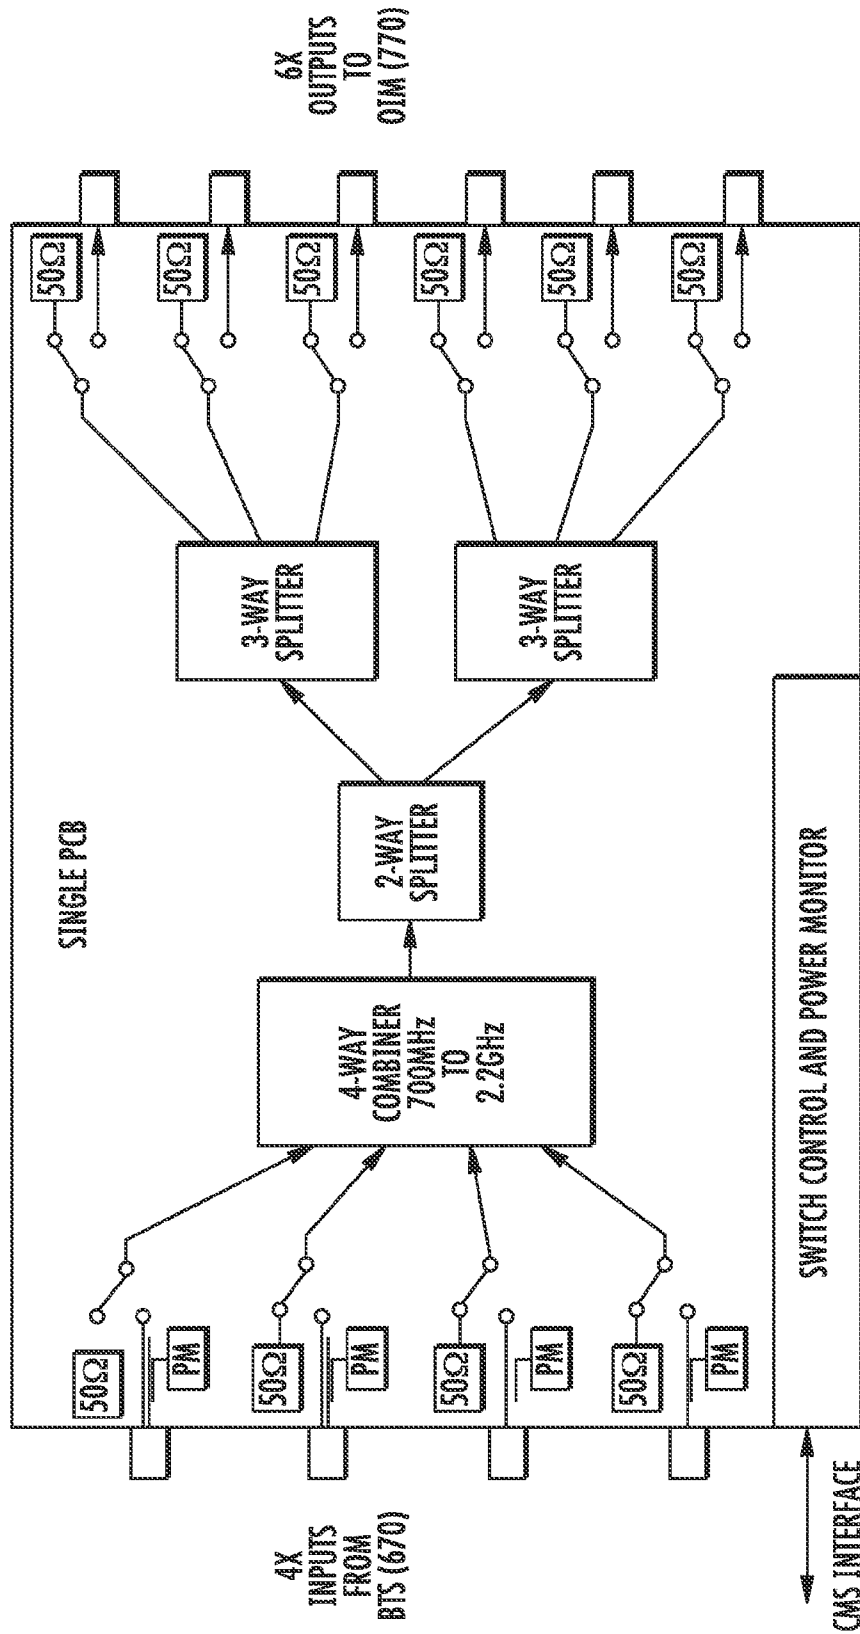 4X
INPUTS
FROM
BTS (670)
50Ω
PM
50Ω
PM
50Ω
PM
50Ω
PM
SINGLE PCB
4-WAY
COMBINER
700MHz
TO
2.2GHz
2-WAY
SPLITTER
3-WAY
SPLITTER
3-WAY
SPLITTER
50Ω
50Ω
50Ω
50Ω
50Ω
50Ω
6X
OUTPUTS
TO
OIM (770)
SWITCH CONTROL AND POWER MONITOR
CMS INTERFACE